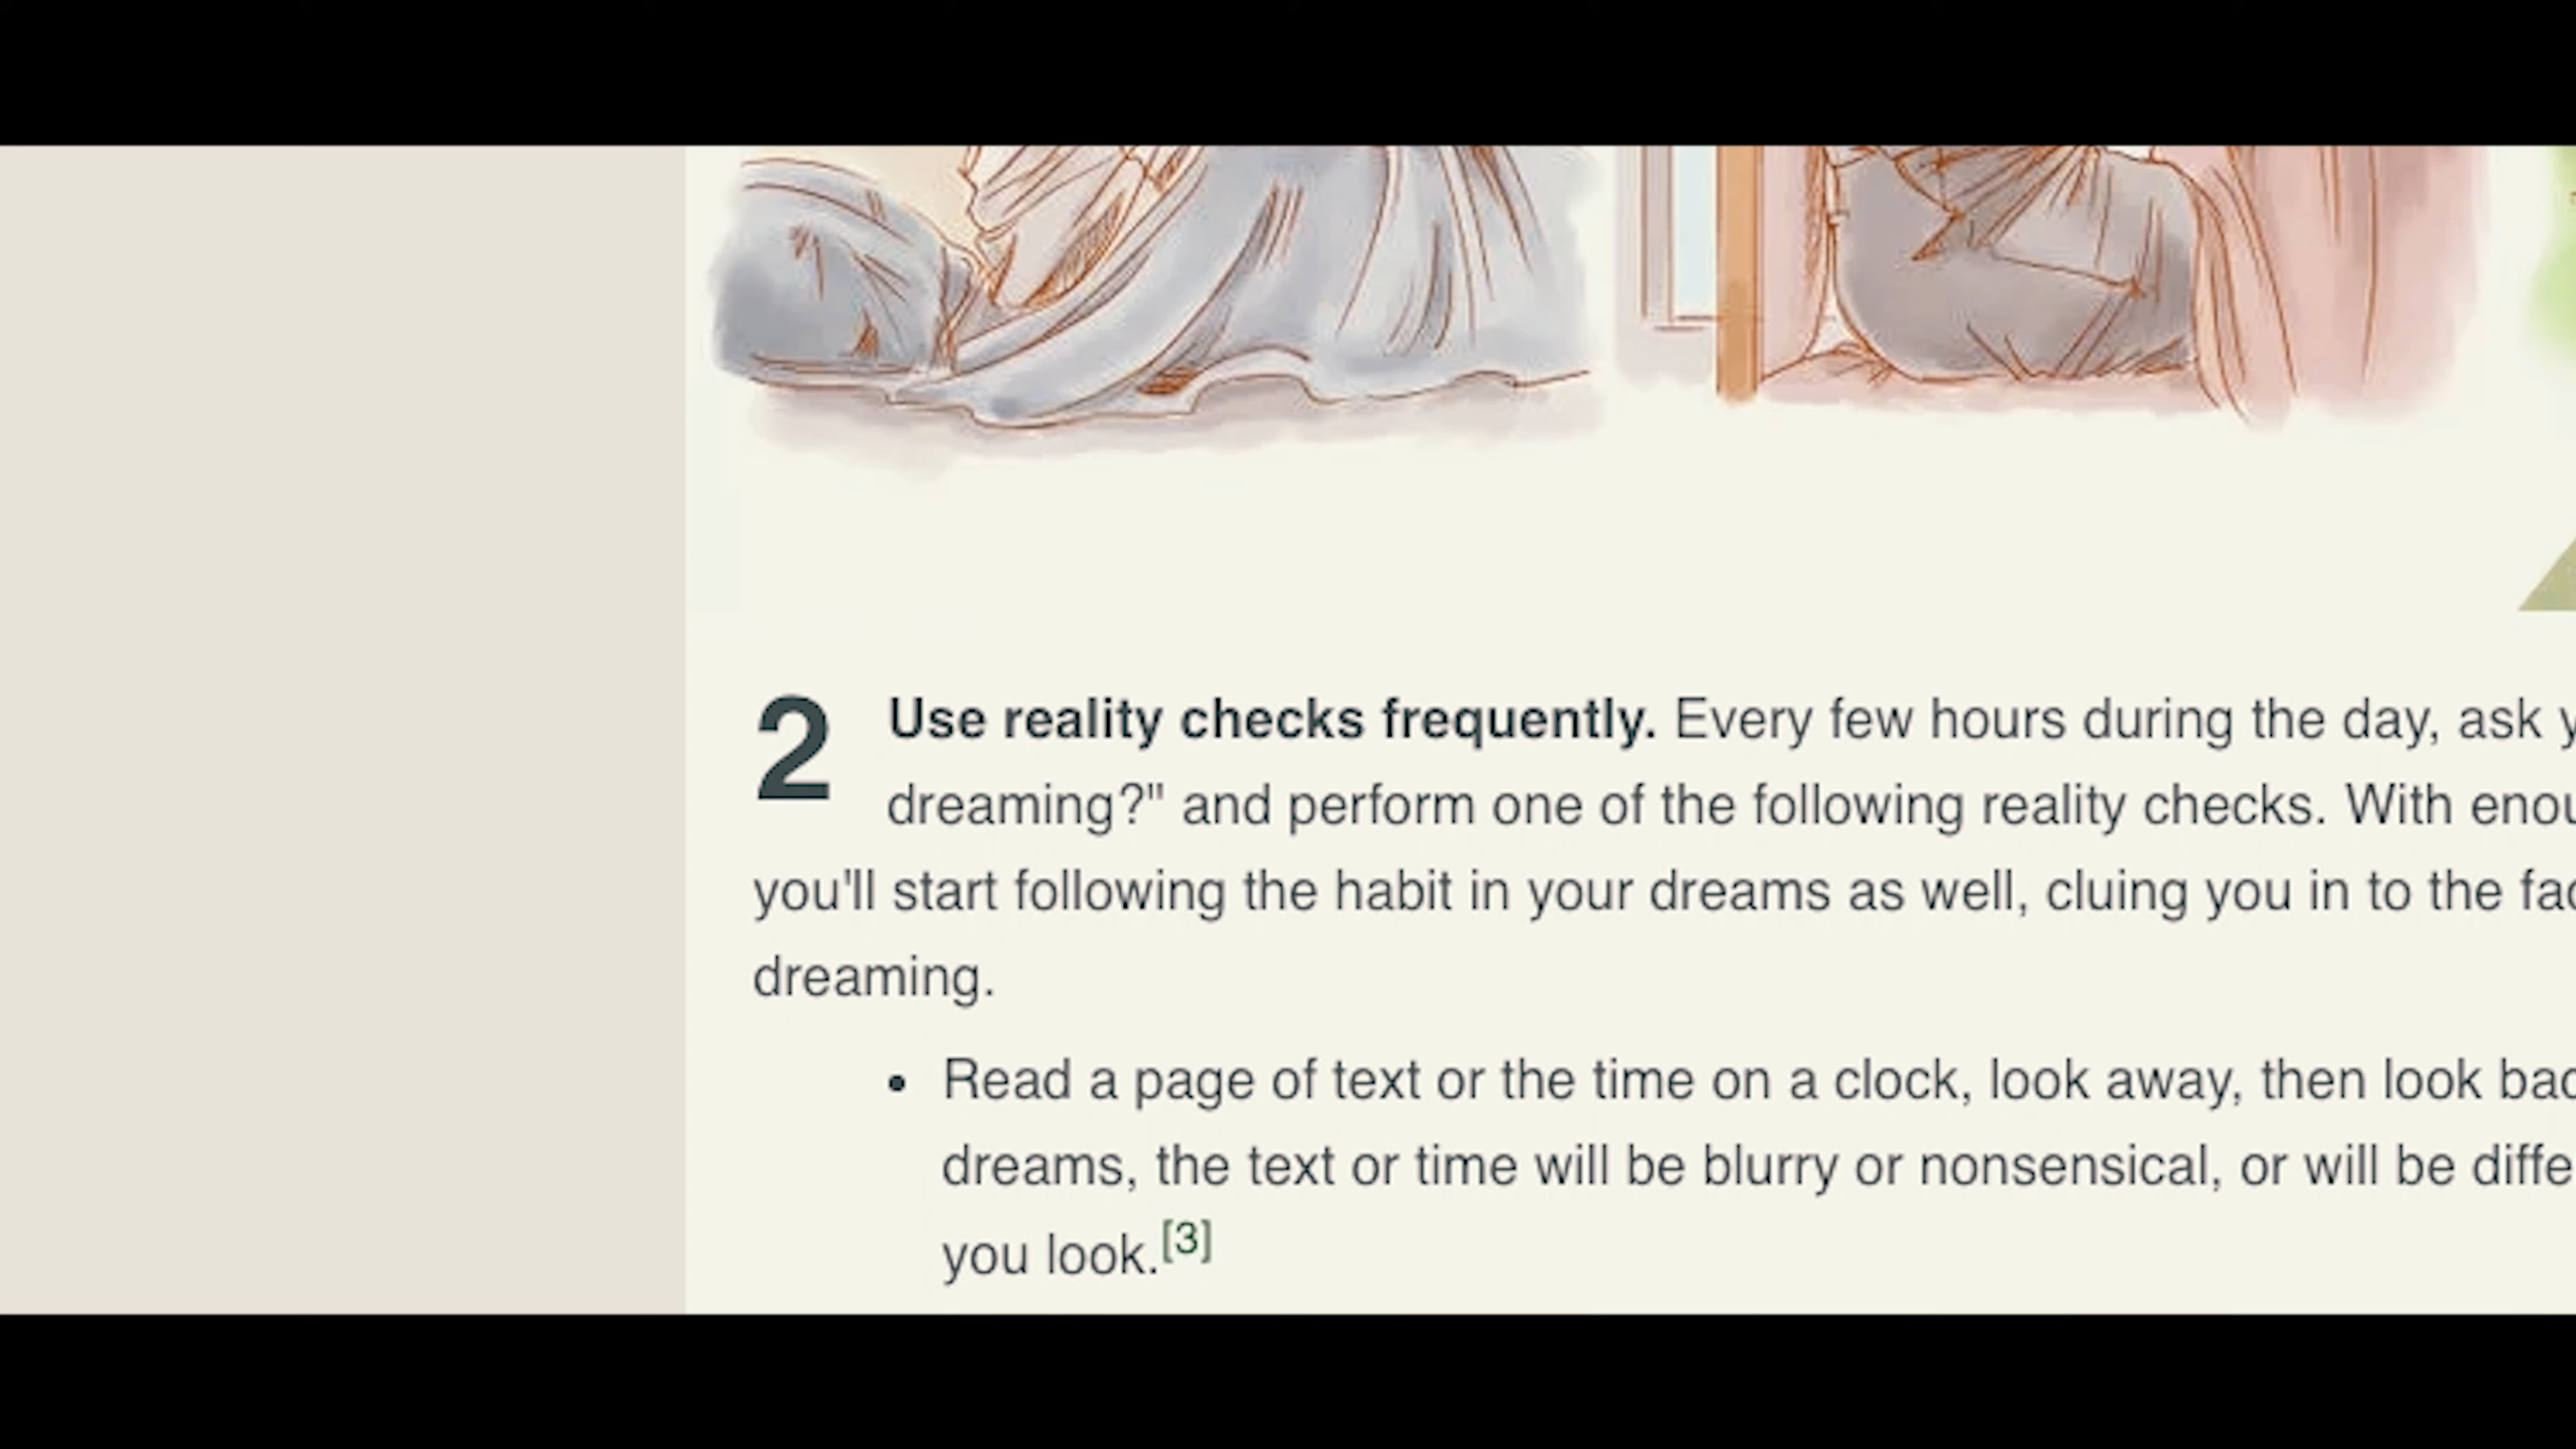 2 Use reality checks frequently. Every few hours during the day, ask
dreaming?" and perform one of the following reality checks. With
you'll start following the habit in your dreams as well, cluing you in to the
dreaming.
• Read a page of text or the time on a clock, look away, then look
dreams, the text or time will be blurry or nonsensical, or will be
you look.[3]